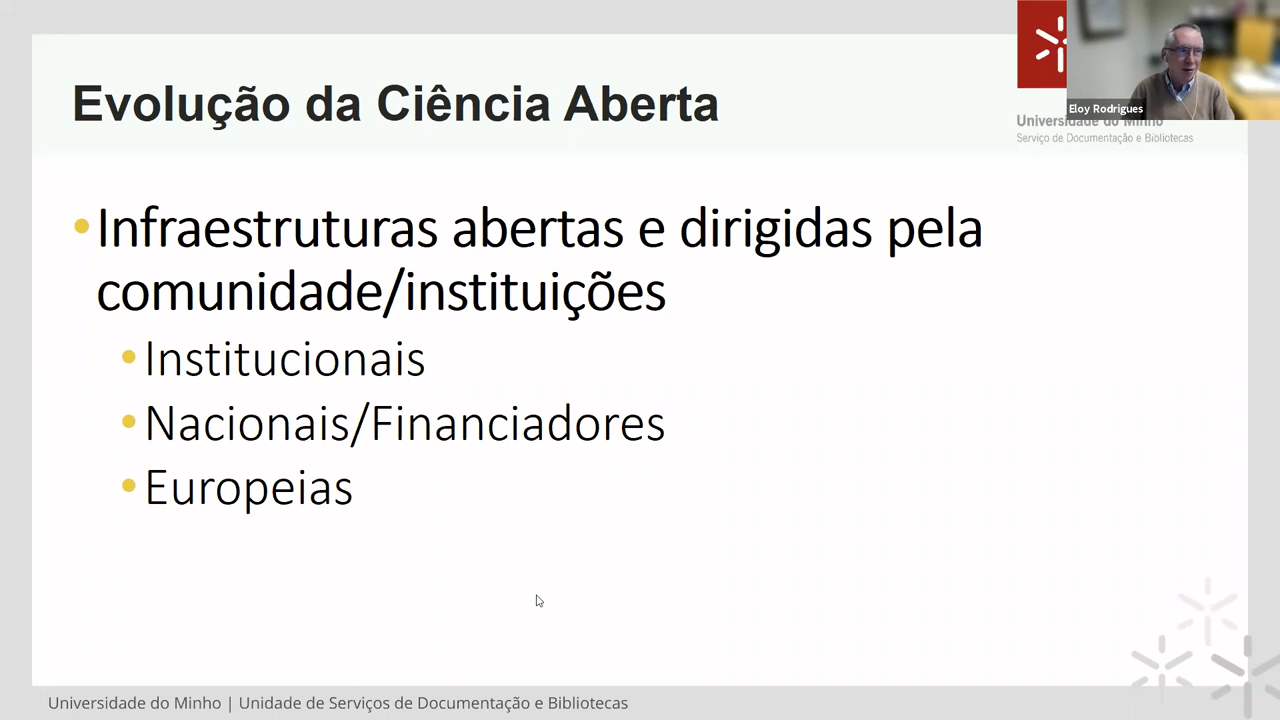 Evolução da Ciência Aberta
Eloy Rodrigues
Universidade do Minho
Serviço de Documentação e Bibliotecas
•Infraestruturas abertas e dirigidas pela
comunidade/instituições
•Institucionais
•Nacionais/Financiadores
•Europeias
Universidade do Minho | Unidade de Serviços de Documentação e Bibliotecas